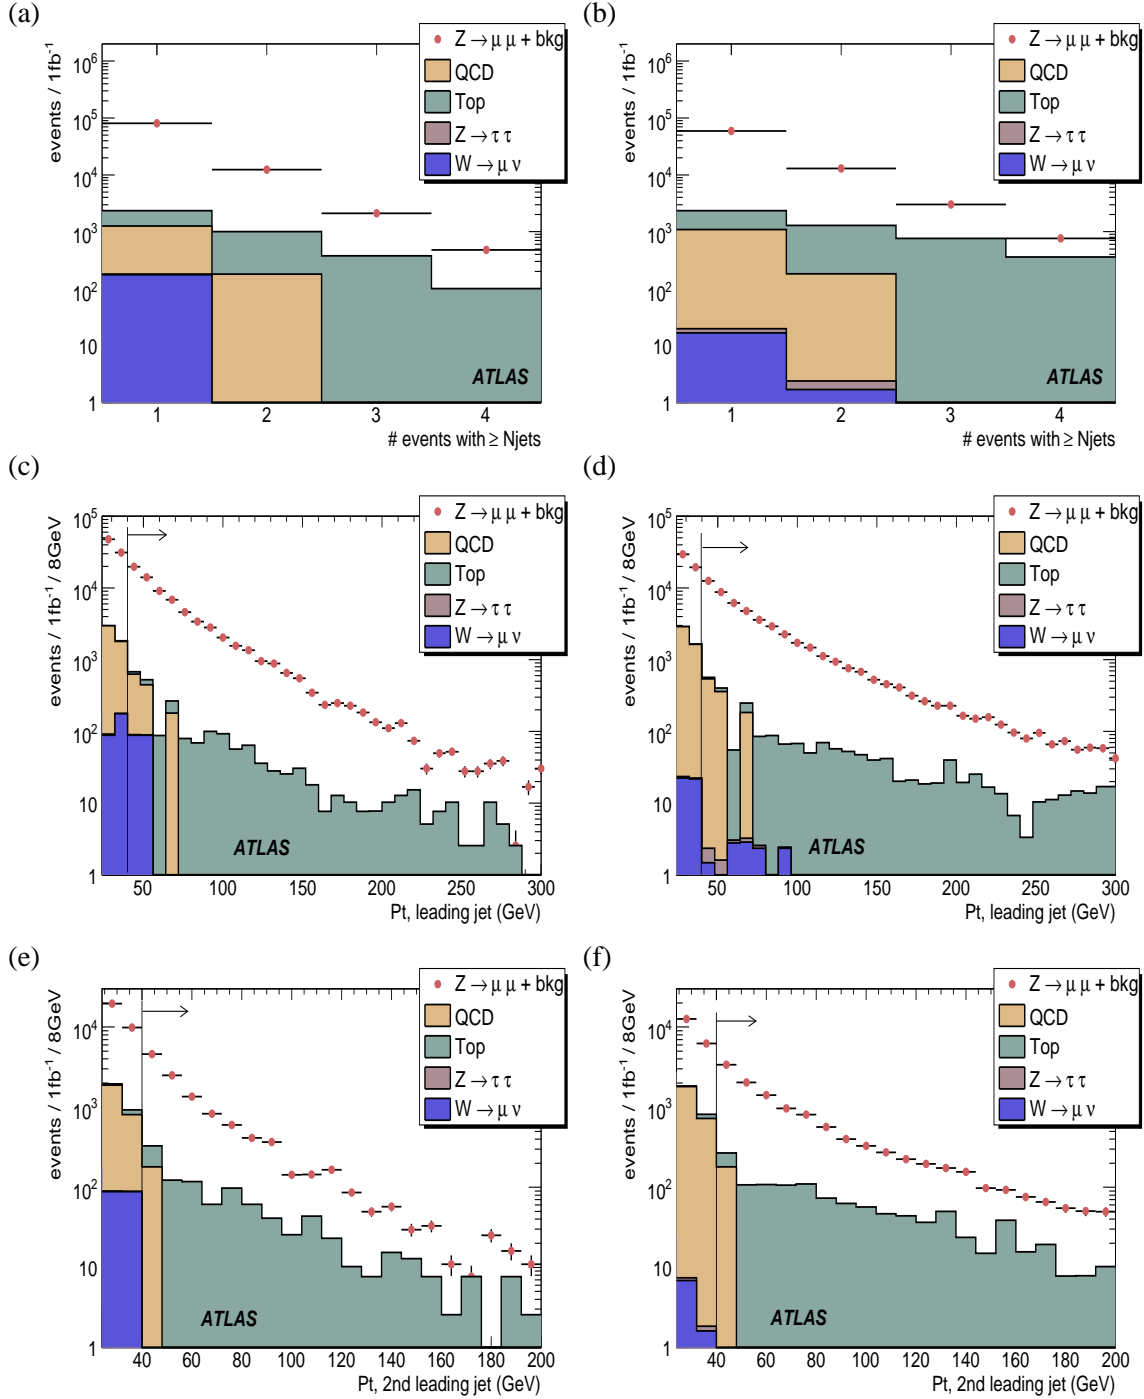 (a)
events / 1fb⁻¹
10⁶
10⁵
10⁴
10³
10²
10
1
Z → μ μ + bkg
QCD
Top
Z → τ τ
W → μ ν
ATLAS
1 2 3 4
# events with ≥ Njets
(b)
events / 1fb⁻¹
10⁶
10⁵
10⁴
10³
10²
10
1
Z → μ μ + bkg
QCD
Top
Z → τ τ
W → μ ν
ATLAS
1 2 3 4
# events with ≥ Njets
(c)
events / 1fb⁻¹ / 8GeV
10⁵
10⁴
10³
10²
10
1
Z → μ μ + bkg
QCD
Top
Z → τ τ
W → μ ν
ATLAS
50 100 150 200 250 300
Pt, leading jet (GeV)
(d)
events / 1fb⁻¹ / 8GeV
10⁵
10⁴
10³
10²
10
1
Z → μ μ + bkg
QCD
Top
Z → τ τ
W → μ ν
ATLAS
50 100 150 200 250 300
Pt, leading jet (GeV)
(e)
events / 1fb⁻¹ / 8GeV
10⁴
10³
10²
10
1
Z → μ μ + bkg
QCD
Top
Z → τ τ
W → μ ν
ATLAS
40 60 80 100 120 140 160 180 200
Pt, 2nd leading jet (GeV)
(f)
events / 1fb⁻¹ / 8GeV
10⁴
10³
10²
10
1
Z → μ μ + bkg
QCD
Top
Z → τ τ
W → μ ν
ATLAS
40 60 80 100 120 140 160 180 200
Pt, 2nd leading jet (GeV)